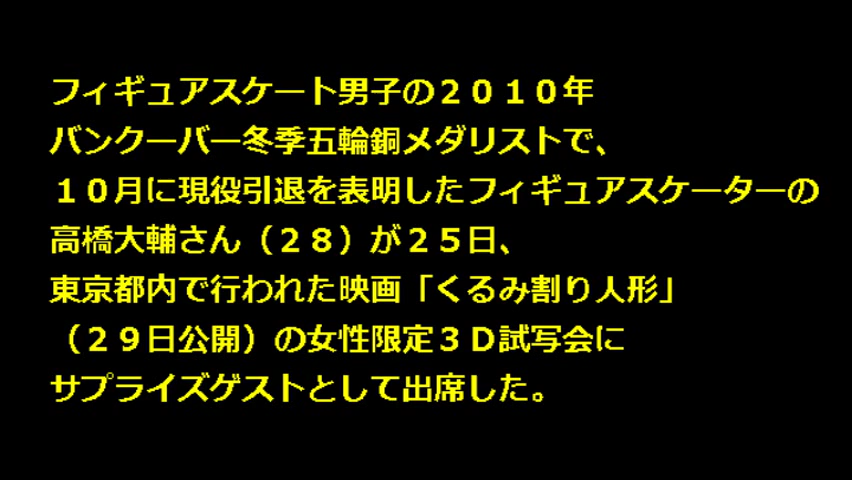 フィギュアスケート男子の２０１０年
バンクーバー冬季五輪銅メダリストで、
１０月に現役引退を表明したフィギュアスケーターの
高橋大輔さん（２８）が２５日、
東京都内で行われた映画「くるみ割り人形」
（２９日公開）の女性限定３Ｄ試写会に
サプライズゲストとして出席した。